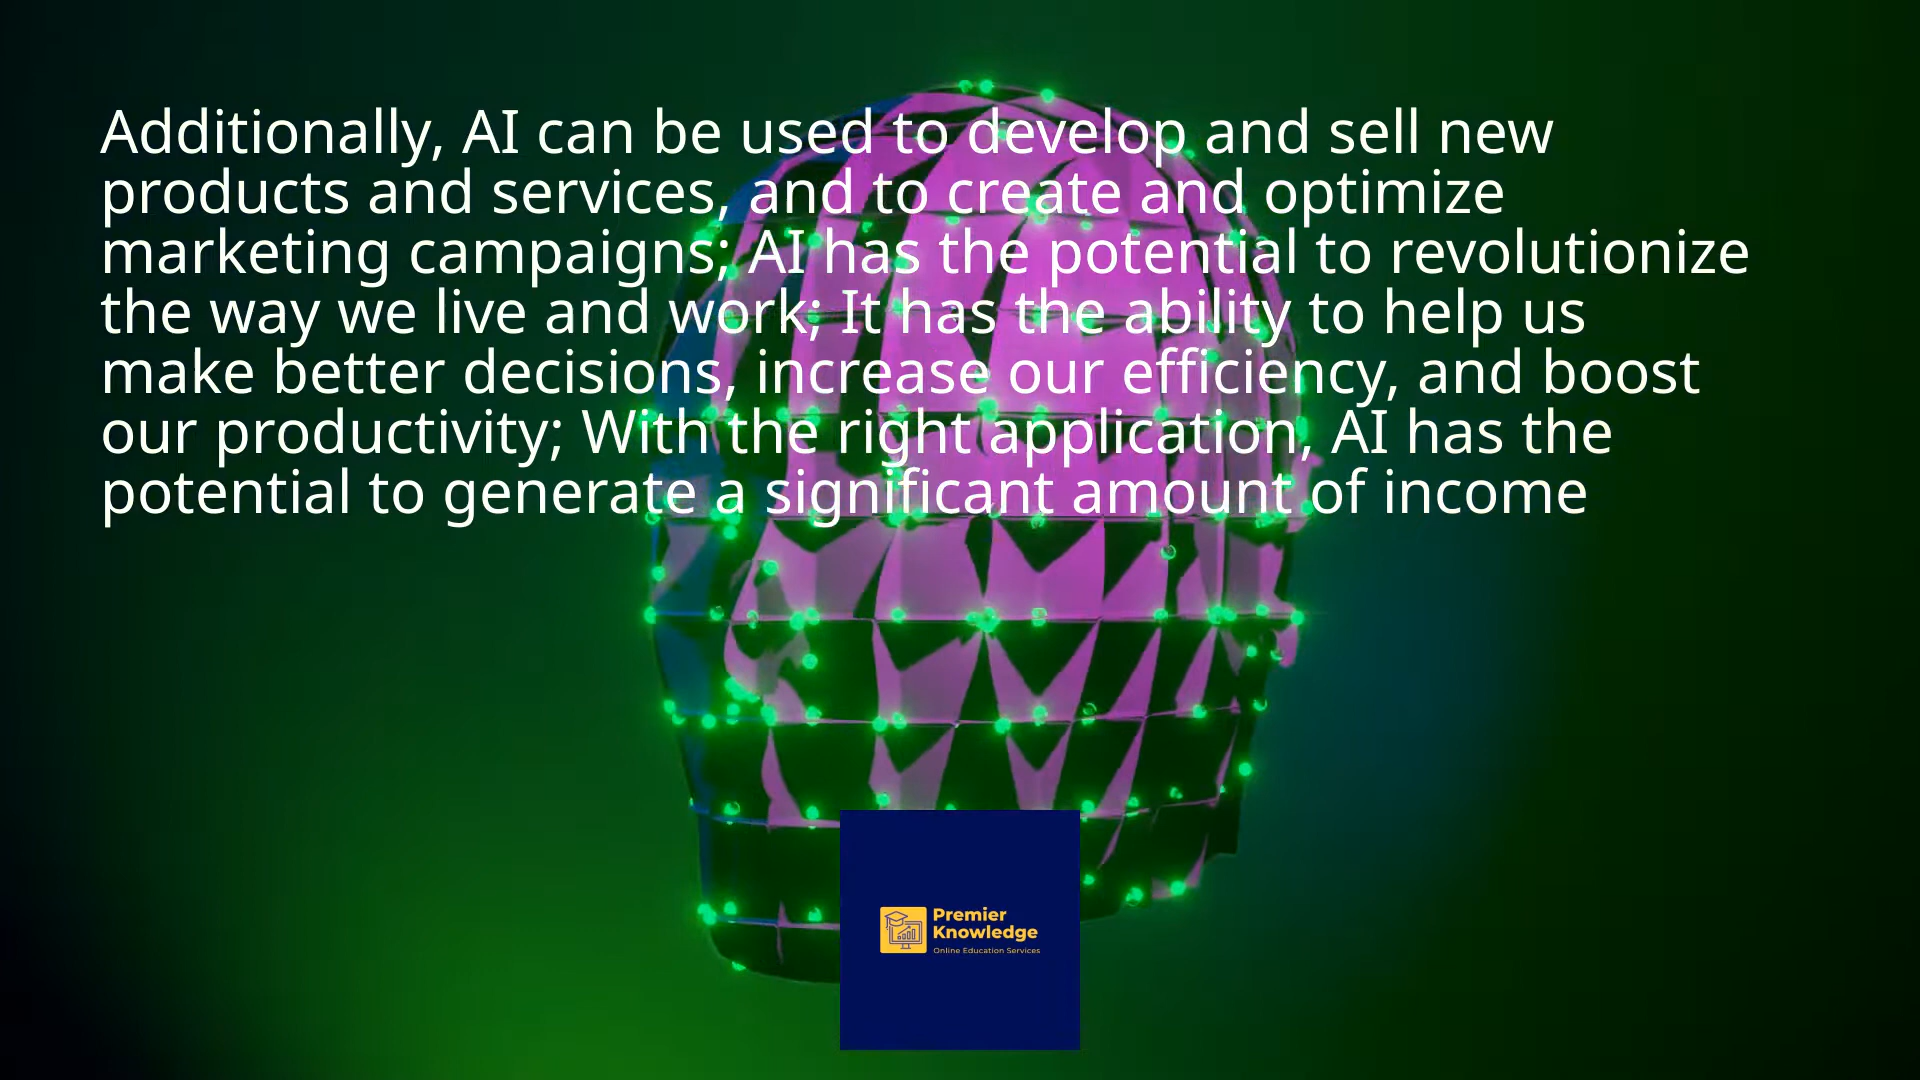 Additionally, AI can be used to develop and sell new
products and services, and to create and optimize
marketing campaigns; AI has the potential to revolutionize
the way we live and work; It has the ability to help us
make better decisions, increase our efficiency, and boost
our productivity; With the right application, AI has the
potential to generate a significant amount of income
Premier
Knowledge
Online Education Services